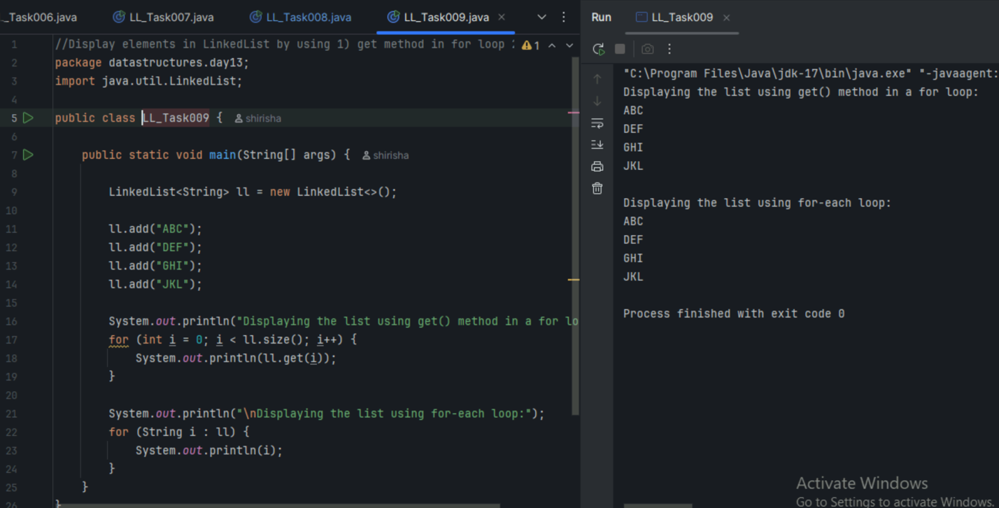 _Task006.java LL_Task007.java LL_Task008.java LL_Task009.java
1 //Display elements in LinkedList by using 1) get method in for loop 1
2 package datastructures.day13;
3 import java.util.LinkedList;
4
5 public class LL_Task009 { shirisha
6
7 public static void main(String[] args) { shirisha
8
9 LinkedList<String> ll = new LinkedList<>();
10
11 ll.add("ABC");
12 ll.add("DEF");
13 ll.add("GHI");
14 ll.add("JKL");
15
16 System.out.println("Displaying the list using get() method in a for lo
17 for (int i = 0; i < ll.size(); i++) {
18 System.out.println(ll.get(i));
19 }
20
21 System.out.println("\nDisplaying the list using for-each loop:");
22 for (String i : ll) {
23 System.out.println(i);
24 }
25 }
26 }
Run LL_Task009
"C:\Program Files\Java\jdk-17\bin\java.exe" "-javaagent:
Displaying the list using get() method in a for loop:
ABC
DEF
GHI
JKL
Displaying the list using for-each loop:
ABC
DEF
GHI
JKL
Process finished with exit code 0
Activate Windows
Go to Settings to activate Windows.